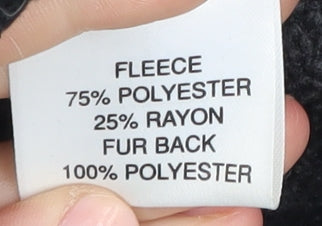 FLEECE
75% POLYESTER
25% RAYON
FUR BACK
100% POLYESTER